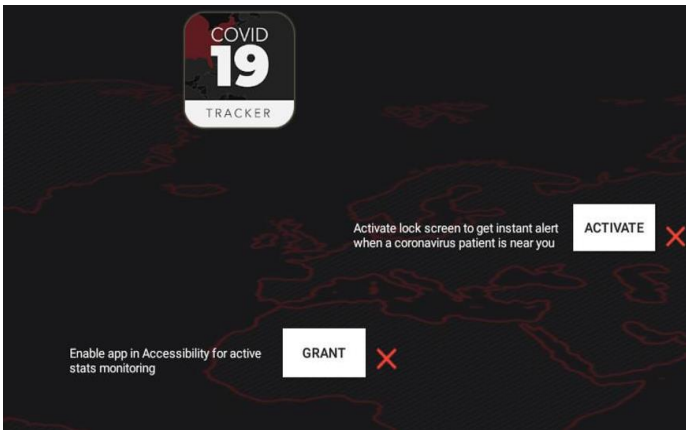 COVID
19
TRACKER
Activate lock screen to get instant alert
when a coronavirus patient is near you
ACTIVATE
Enable app in Accessibility for active
stats monitoring
GRANT